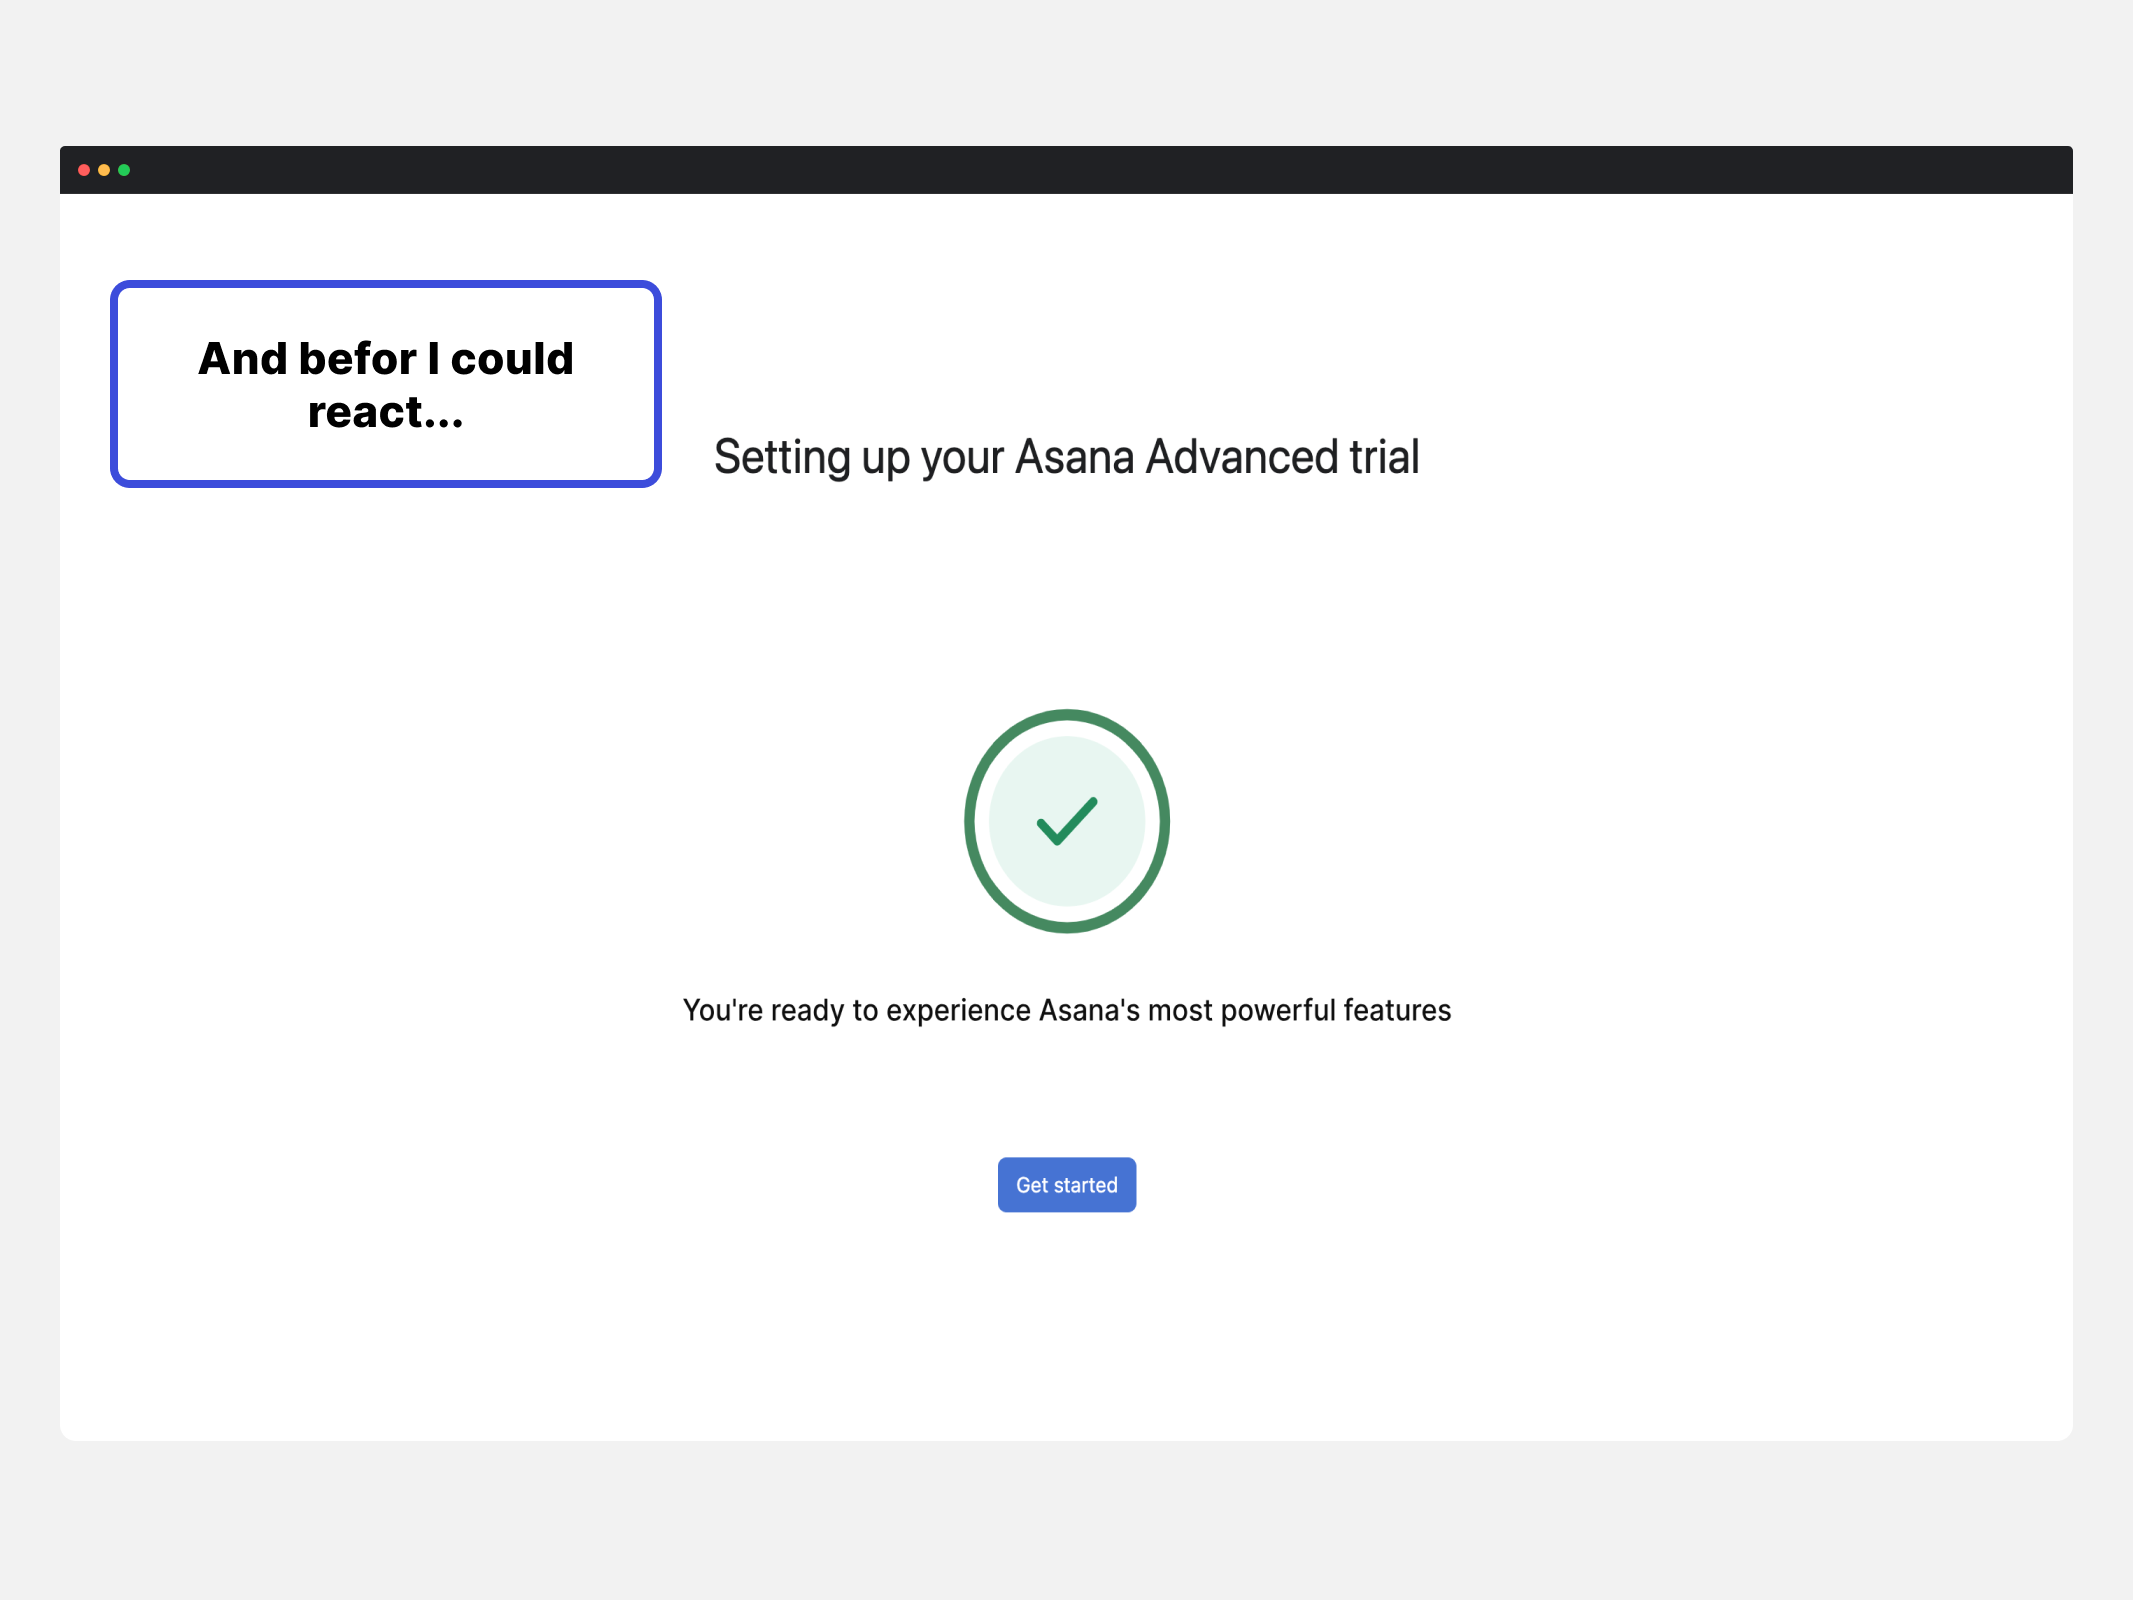 And befor I could
react...
Setting up your Asana Advanced trial
You're ready to experience Asana's most powerful features
Get started